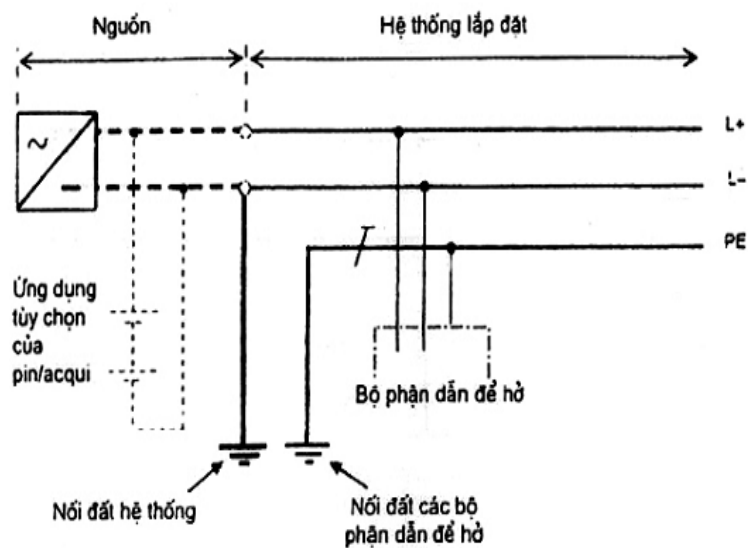 Nguồn
Hệ thống lắp đặt
L+
L-
PE
Ứng dụng
tùy chọn
của
pin/acqui
Bộ phận dẫn để hở
Nối đất hệ thống
Nối đất các bộ
phận dẫn để hở